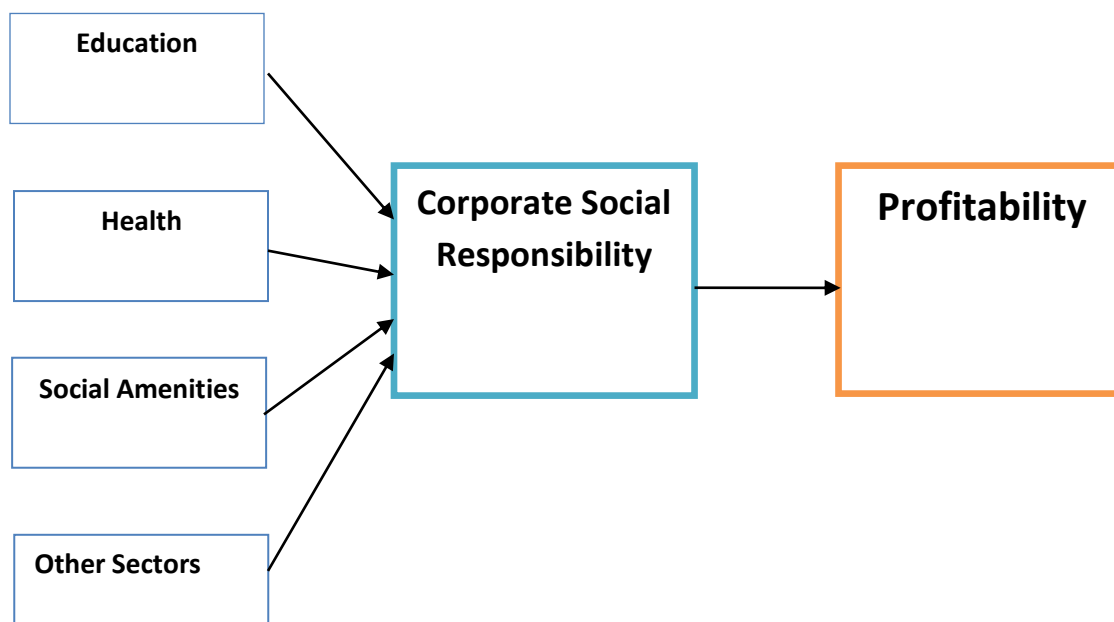 Education
Health
Social Amenities
Other Sectors
Corporate Social
Responsibility
Profitability